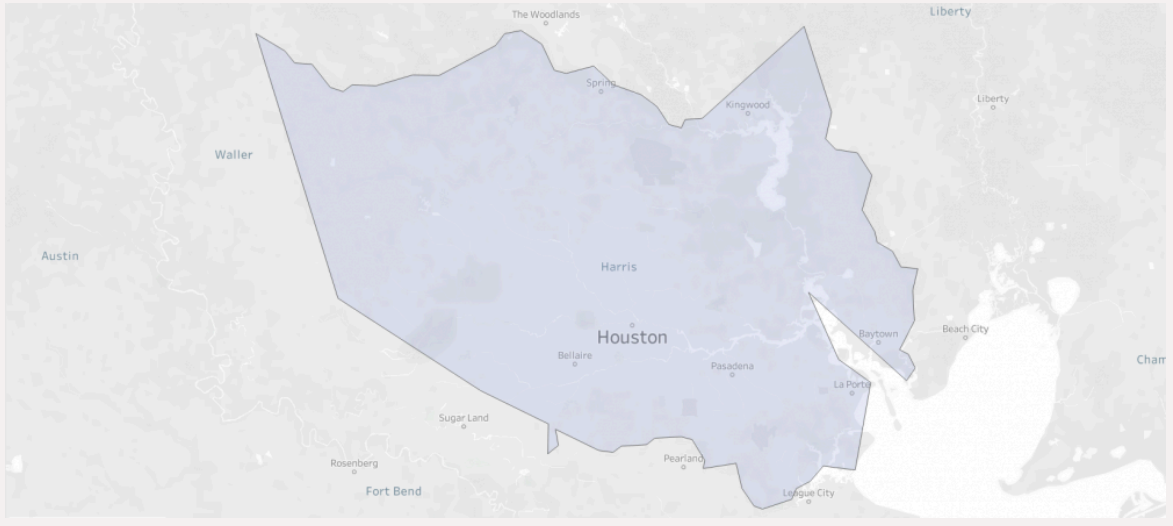 Liberty
The Woodlands
Spring
Liberty
Kingwood
Waller
Austin
Harris
Beach City
Baytown
Houston
Bellaire
Cham
Pasadena
La Porte
Sugar Land
Pearland
Rosenberg
Fort Bend
League City